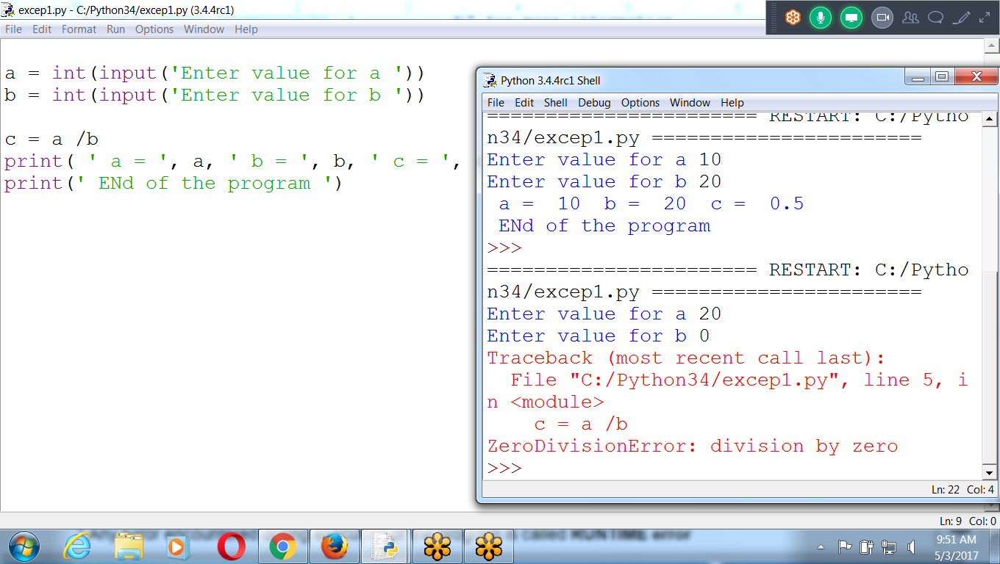 excep1.py - C:/Python34/excep1.py (3.4.4rc1)
File Edit Format Run Options Window Help
a = int(input('Enter value for a '))
b = int(input('Enter value for b '))
c = a /b
print( ' a = ', a, ' b = ', b, ' c = ',
print(' ENd of the program ')
Python 3.4.4rc1 Shell
File Edit Shell Debug Options Window Help
======================= RESTART: C:/Pytho
n34/excep1.py =======================
Enter value for a 10
Enter value for b 20
a =  10  b =  20  c =  0.5
ENd of the program
>>>
======================= RESTART: C:/Pytho
n34/excep1.py =======================
Enter value for a 20
Enter value for b 0
Traceback (most recent call last):
File "C:/Python34/excep1.py", line 5, i
n <module>
c = a /b
ZeroDivisionError: division by zero
>>>
Ln: 22 Col: 4
Ln: 9 Col: 0
is called RUNTIME error
9:51 AM
5/3/2017